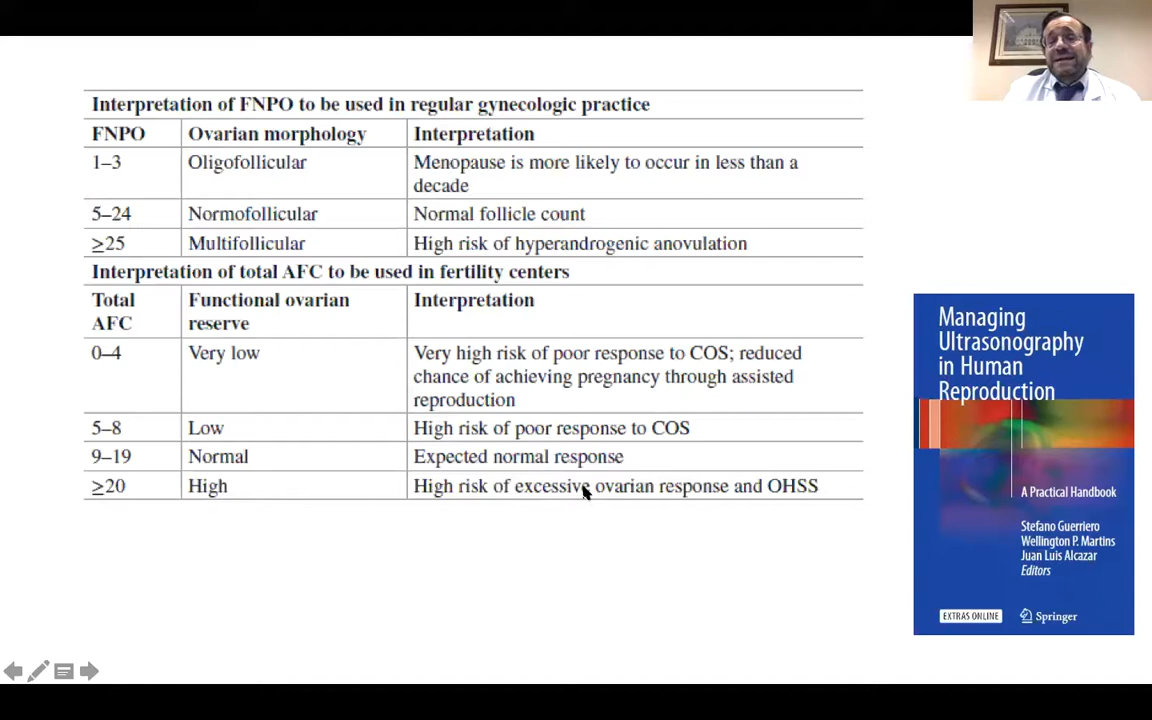 Interpretation of FNPO to be used in regular gynecologic practice
FNPO Ovarian morphology Interpretation
1–3 Oligofollicular Menopause is more likely to occur in less than a
decade
5–24 Normofollicular Normal follicle count
≥25 Multifollicular High risk of hyperandrogenic anovulation
Interpretation of total AFC to be used in fertility centers
Total Functional ovarian Interpretation
AFC reserve
0–4 Very low Very high risk of poor response to COS; reduced
chance of achieving pregnancy through assisted
reproduction
5–8 Low High risk of poor response to COS
9–19 Normal Expected normal response
≥20 High High risk of excessive ovarian response and OHSS
Managing
Ultrasonography
in Human
Reproduction
A Practical Handbook
Stefano Guerriero
Wellington P. Martins
Juan Luis Alcazar
Editors
EXTRAS ONLINE
Springer